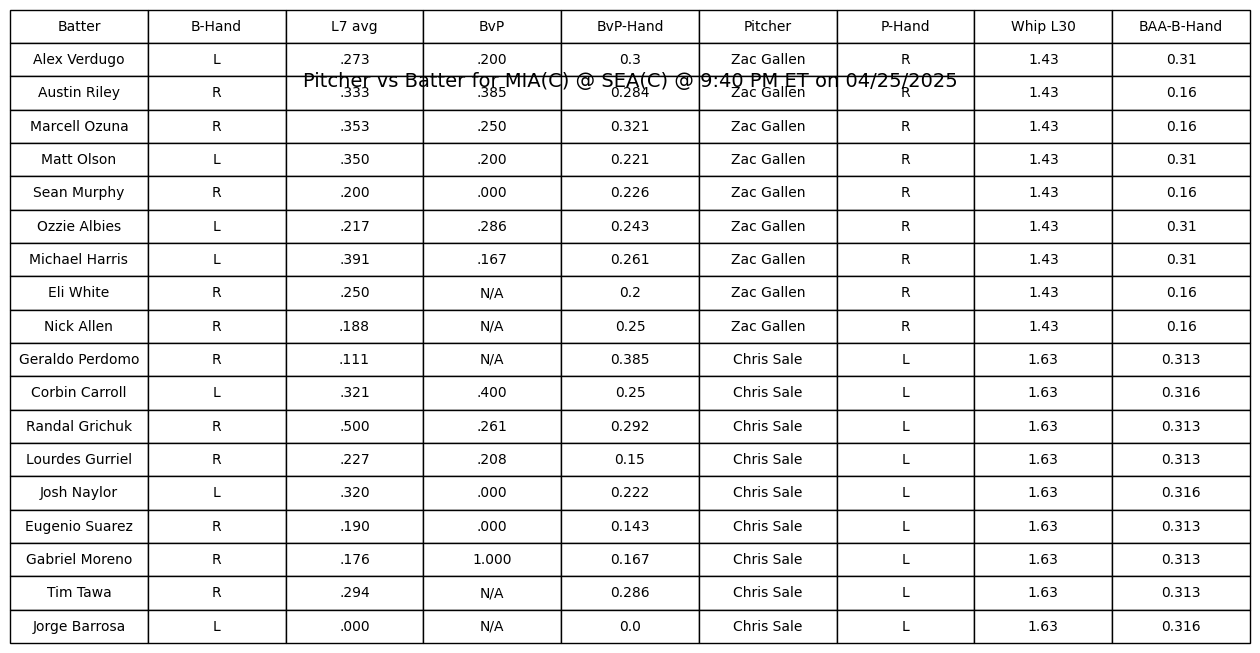 Batter B-Hand L7 avg BvP BvP-Hand Pitcher P-Hand Whip L30 BAA-B-Hand
Alex Verdugo L .273 .200 0.3 Zac Gallen R 1.43 0.31
Pitcher vs Batter for MIA(C) @ SEA(C) @ 9:40 PM ET on 04/25/2025
Austin Riley R .333 .385 0.284 Zac Gallen R 1.43 0.16
Marcell Ozuna R .353 .250 0.321 Zac Gallen R 1.43 0.16
Matt Olson L .350 .200 0.221 Zac Gallen R 1.43 0.31
Sean Murphy R .200 .000 0.226 Zac Gallen R 1.43 0.16
Ozzie Albies L .217 .286 0.243 Zac Gallen R 1.43 0.31
Michael Harris L .391 .167 0.261 Zac Gallen R 1.43 0.31
Eli White R .250 N/A 0.2 Zac Gallen R 1.43 0.16
Nick Allen R .188 N/A 0.25 Zac Gallen R 1.43 0.16
Geraldo Perdomo R .111 N/A 0.385 Chris Sale L 1.63 0.313
Corbin Carroll L .321 .400 0.25 Chris Sale L 1.63 0.316
Randal Grichuk R .500 .261 0.292 Chris Sale L 1.63 0.313
Lourdes Gurriel R .227 .208 0.15 Chris Sale L 1.63 0.313
Josh Naylor L .320 .000 0.222 Chris Sale L 1.63 0.316
Eugenio Suarez R .190 .000 0.143 Chris Sale L 1.63 0.313
Gabriel Moreno R .176 1.000 0.167 Chris Sale L 1.63 0.313
Tim Tawa R .294 N/A 0.286 Chris Sale L 1.63 0.313
Jorge Barrosa L .000 N/A 0.0 Chris Sale L 1.63 0.316